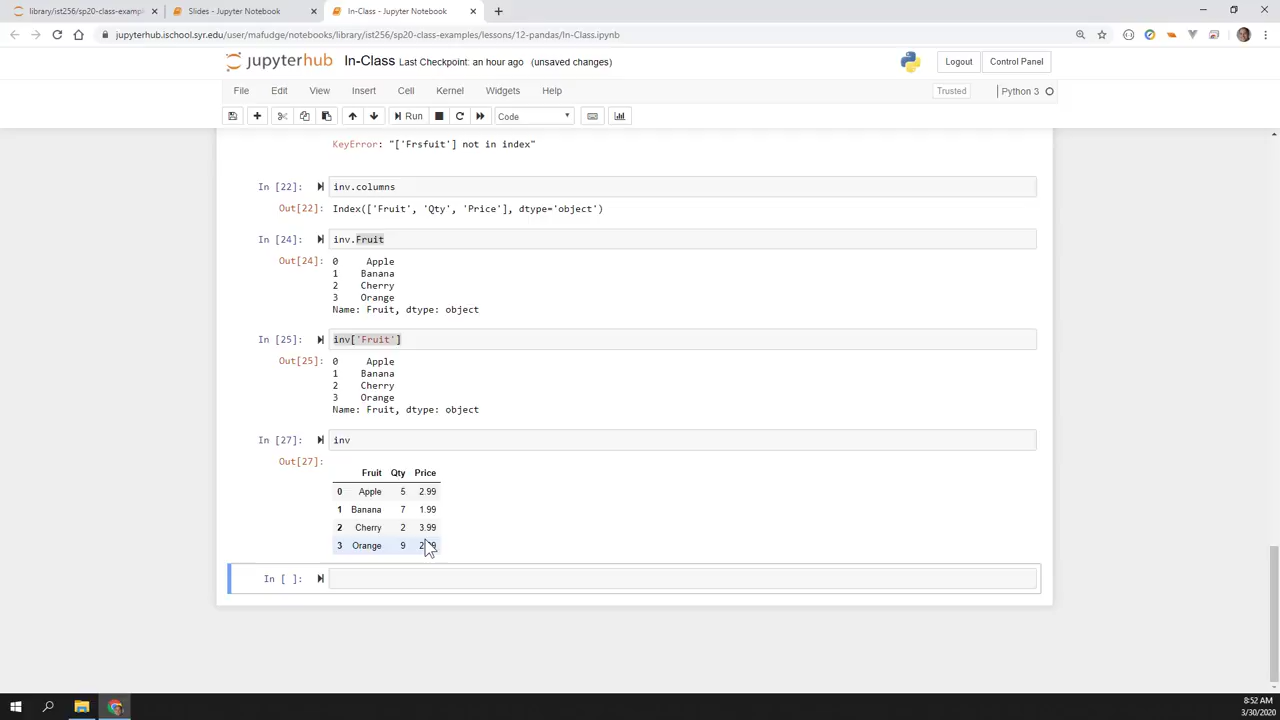 library/ist256/sp20-class-examp
Slides - Jupyter Notebook
In-Class - Jupyter Notebook
jupyterhub.ischool.syr.edu/user/mafudge/notebooks/library/ist256/sp20-class-examples/lessons/12-pandas/In-Class.ipynb
jupyterhub In-Class Last Checkpoint: an hour ago (unsaved changes)
Logout Control Panel
File Edit View Insert Cell Kernel Widgets Help
Trusted Python 3
Run Code
KeyError: "['Frsfuit'] not in index"
In [22]: inv.columns
Out[22]: Index(['Fruit', 'Qty', 'Price'], dtype='object')
In [24]: inv.Fruit
Out[24]: 0 Apple
1 Banana
2 Cherry
3 Orange
Name: Fruit, dtype: object
In [25]: inv['Fruit']
Out[25]: 0 Apple
1 Banana
2 Cherry
3 Orange
Name: Fruit, dtype: object
In [27]: inv
Out[27]:
Fruit Qty Price
0 Apple 5 2.99
1 Banana 7 1.99
2 Cherry 2 3.99
3 Orange 9
In [ ]:
8:52 AM
3/30/2020